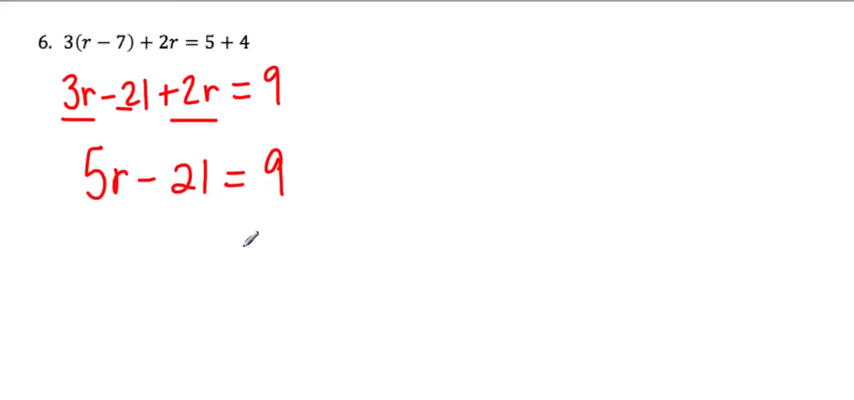 6. 3(r − 7) + 2r = 5 + 4
3r - 21 + 2r = 9
5r - 21 = 9